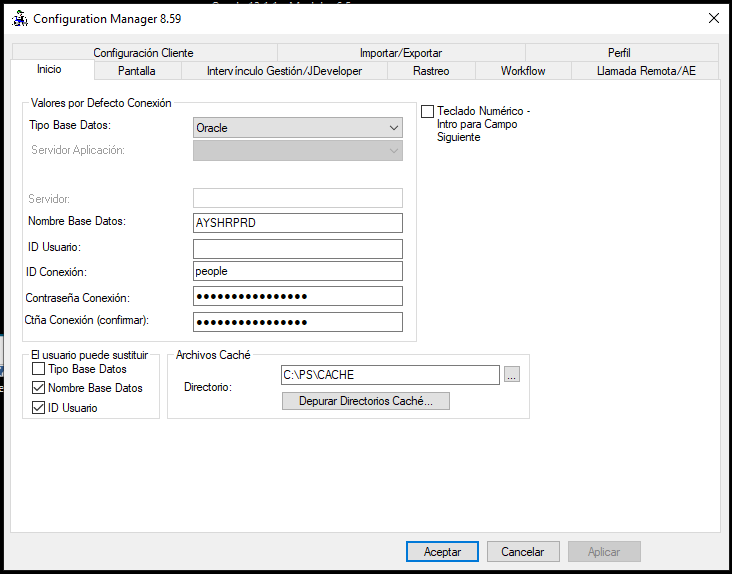 Configuration Manager 8.59
Configuración Cliente
Importar/Exportar
Perfil
Inicio
Pantalla
Intervínculo Gestión/JDeveloper
Rastreo
Workflow
Llamada Remota/AE
Valores por Defecto Conexión
Tipo Base Datos:
Oracle
Servidor Aplicación:
Servidor:
Nombre Base Datos:
AYSHRPRD
ID Usuario:
ID Conexión:
people
Contraseña Conexión:
••••••••••••••••
Ctña Conexión (confirmar):
••••••••••••••••
Teclado Numérico -
Intro para Campo
Siguiente
El usuario puede sustituir
Tipo Base Datos
Nombre Base Datos
ID Usuario
Archivos Caché
Directorio:
C:\PS\CACHE
...
Depurar Directorios Caché...
Aceptar
Cancelar
Aplicar